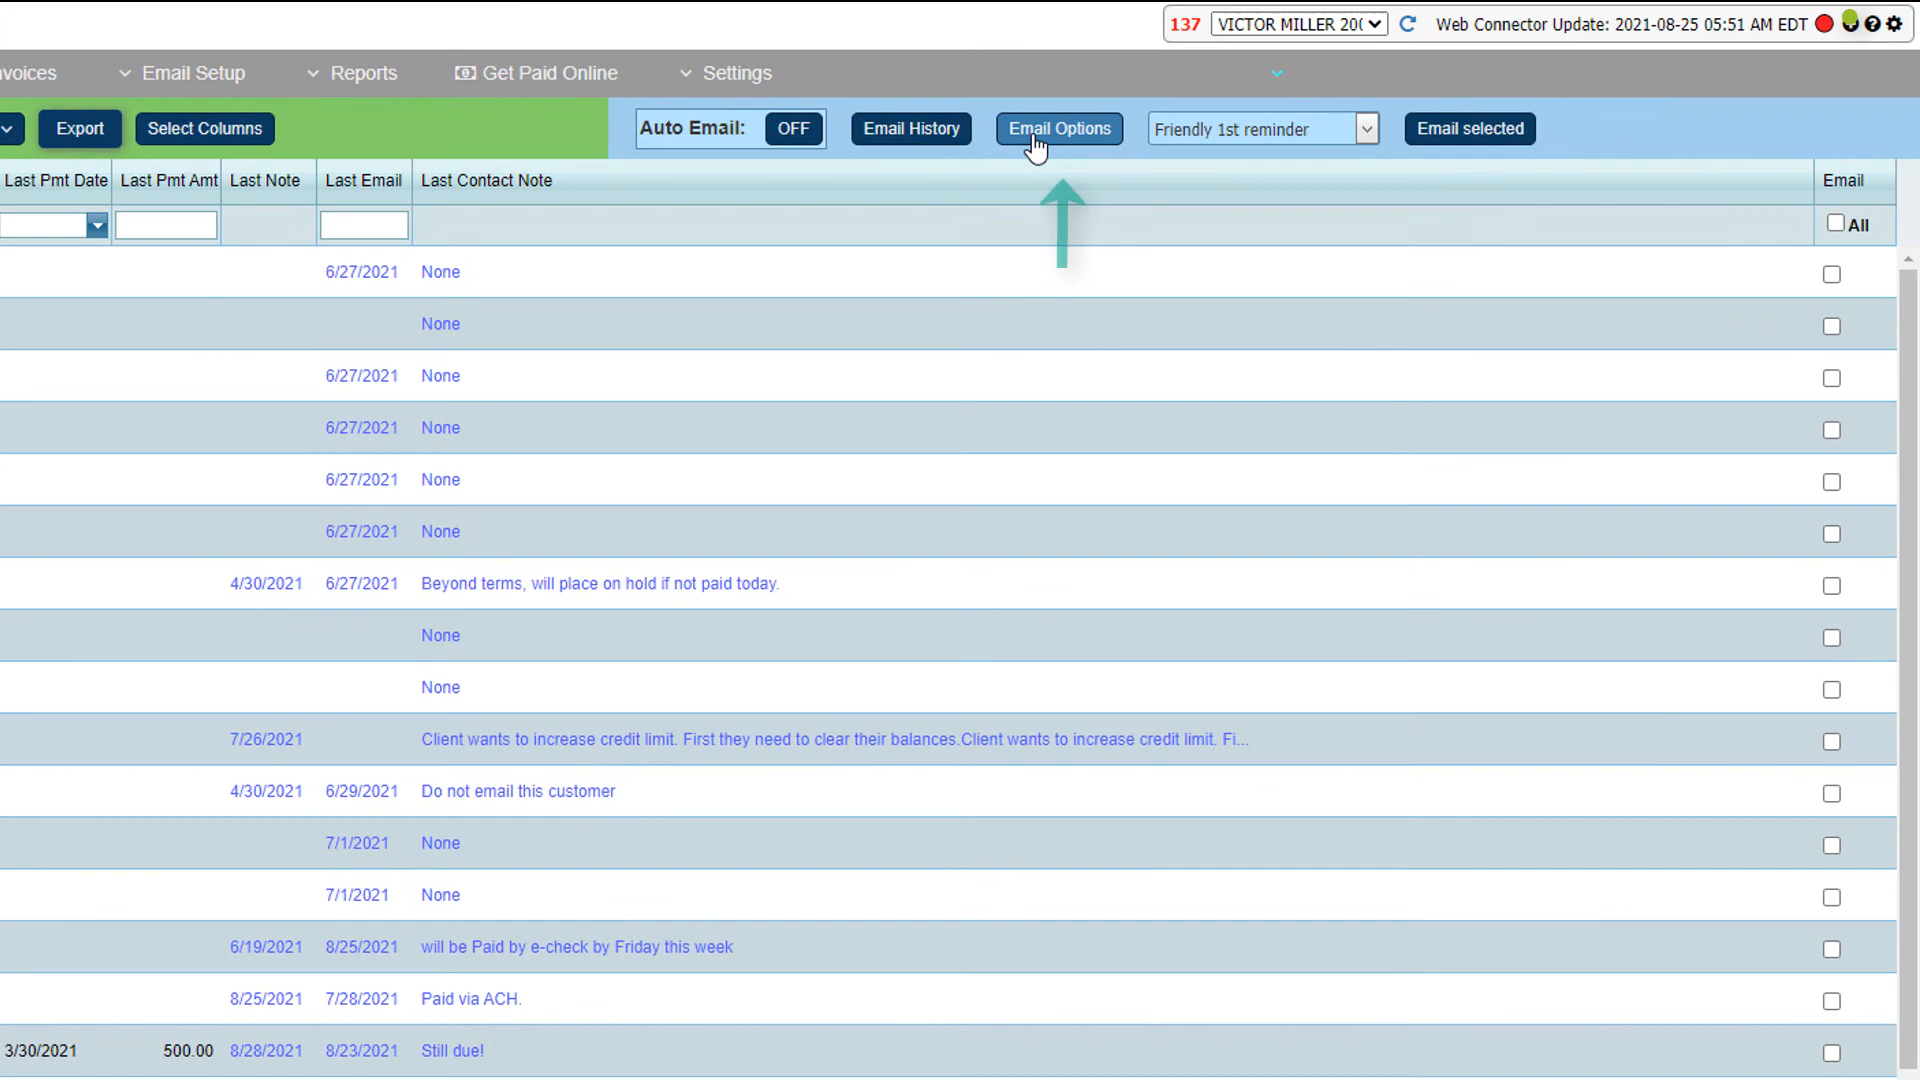 137 VICTOR MILLER 20( Web Connector Update: 2021-08-25 05:51 AM EDT
nvoices Email Setup Reports Get Paid Online Settings
Export Select Columns Auto Email: OFF Email History Email Options Friendly 1st reminder Email selected
Last Pmt Date Last Pmt Amt Last Note Last Email Last Contact Note Email
All
6/27/2021 None
None
6/27/2021 None
6/27/2021 None
6/27/2021 None
6/27/2021 None
4/30/2021 6/27/2021 Beyond terms, will place on hold if not paid today.
None
None
7/26/2021 Client wants to increase credit limit. First they need to clear their balances.Client wants to increase credit limit. Fi...
4/30/2021 6/29/2021 Do not email this customer
7/1/2021 None
7/1/2021 None
6/19/2021 8/25/2021 will be Paid by e-check by Friday this week
8/25/2021 7/28/2021 Paid via ACH.
3/30/2021 500.00 8/28/2021 8/23/2021 Still due!